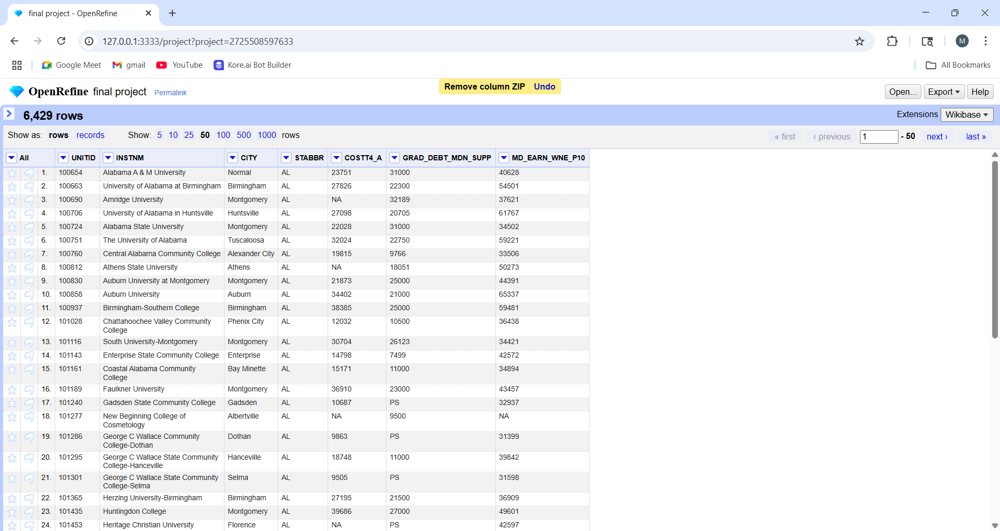 final project - OpenRefine
127.0.0.1:3333/project?project=2725508597633
M
Google Meet gmail YouTube Kore.ai Bot Builder All Bookmarks
OpenRefine final project Permalink Remove column ZIP Undo Open... Export Help
6,429 rows Extensions Wikibase
Show as: rows records Show: 5 10 25 50 100 500 1000 rows « first ‹ previous 1 - 50 next › last »
All UNITID INSTNM CITY STABBR COSTT4_A GRAD_DEBT_MDN_SUPP MD_EARN_WNE_P10
1. 100654 Alabama A & M University Normal AL 23751 31000 40628
2. 100663 University of Alabama at Birmingham Birmingham AL 27826 22300 54501
3. 100690 Amridge University Montgomery AL NA 32189 37621
4. 100706 University of Alabama in Huntsville Huntsville AL 27098 20705 61767
5. 100724 Alabama State University Montgomery AL 22028 31000 34502
6. 100751 The University of Alabama Tuscaloosa AL 32024 22750 59221
7. 100760 Central Alabama Community College Alexander City AL 19815 9766 33506
8. 100812 Athens State University Athens AL NA 18051 50273
9. 100830 Auburn University at Montgomery Montgomery AL 21873 25000 44391
10. 100858 Auburn University Auburn AL 34402 21000 65337
11. 100937 Birmingham-Southern College Birmingham AL 38385 25000 59481
12. 101028 Chattahoochee Valley Community Phenix City AL 12032 10500 36438
College
13. 101116 South University-Montgomery Montgomery AL 30704 26123 34421
14. 101143 Enterprise State Community College Enterprise AL 14798 7499 42572
15. 101161 Coastal Alabama Community Bay Minette AL 15171 11000 34894
College
16. 101189 Faulkner University Montgomery AL 36910 23000 43457
17. 101240 Gadsden State Community College Gadsden AL 10687 PS 32937
18. 101277 New Beginning College of Albertville AL NA 9500 NA
Cosmetology
19. 101286 George C Wallace Community Dothan AL 9863 PS 31399
College-Dothan
20. 101295 George C Wallace State Community Hanceville AL 18748 11000 39842
College-Hanceville
21. 101301 George C Wallace State Community Selma AL 9505 PS 31598
College-Selma
22. 101365 Herzing University-Birmingham Birmingham AL 27195 21500 36909
23. 101435 Huntingdon College Montgomery AL 39686 27000 49601
24. 101453 Heritage Christian University Florence AL NA PS 42597